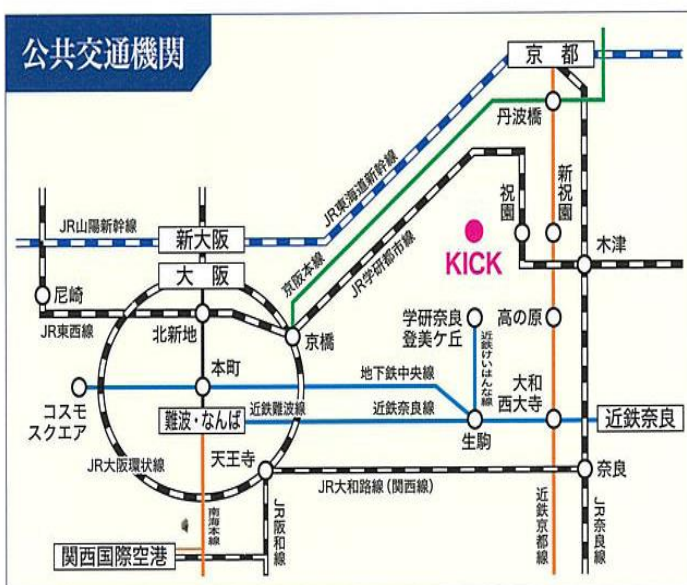 公共交通機関
京都
丹波橋
JR東海道新幹線
JR山陽新幹線
新大阪
大阪
京阪本線
JR学研都市線
祝園
新祝園
KICK
木津
尼崎
JR東西線
北新地
京橋
学研奈良
登美ケ丘
近鉄けいはんな線
高の原
本町
地下鉄中央線
コスモ
スクエア
難波・なんば
近鉄難波線
近鉄奈良線
生駒
大和
西大寺
近鉄奈良
JR大阪環状線
天王寺
JR大和路線(関西線)
奈良
南海本線
JR阪和線
近鉄京都線
JR奈良線
関西国際空港